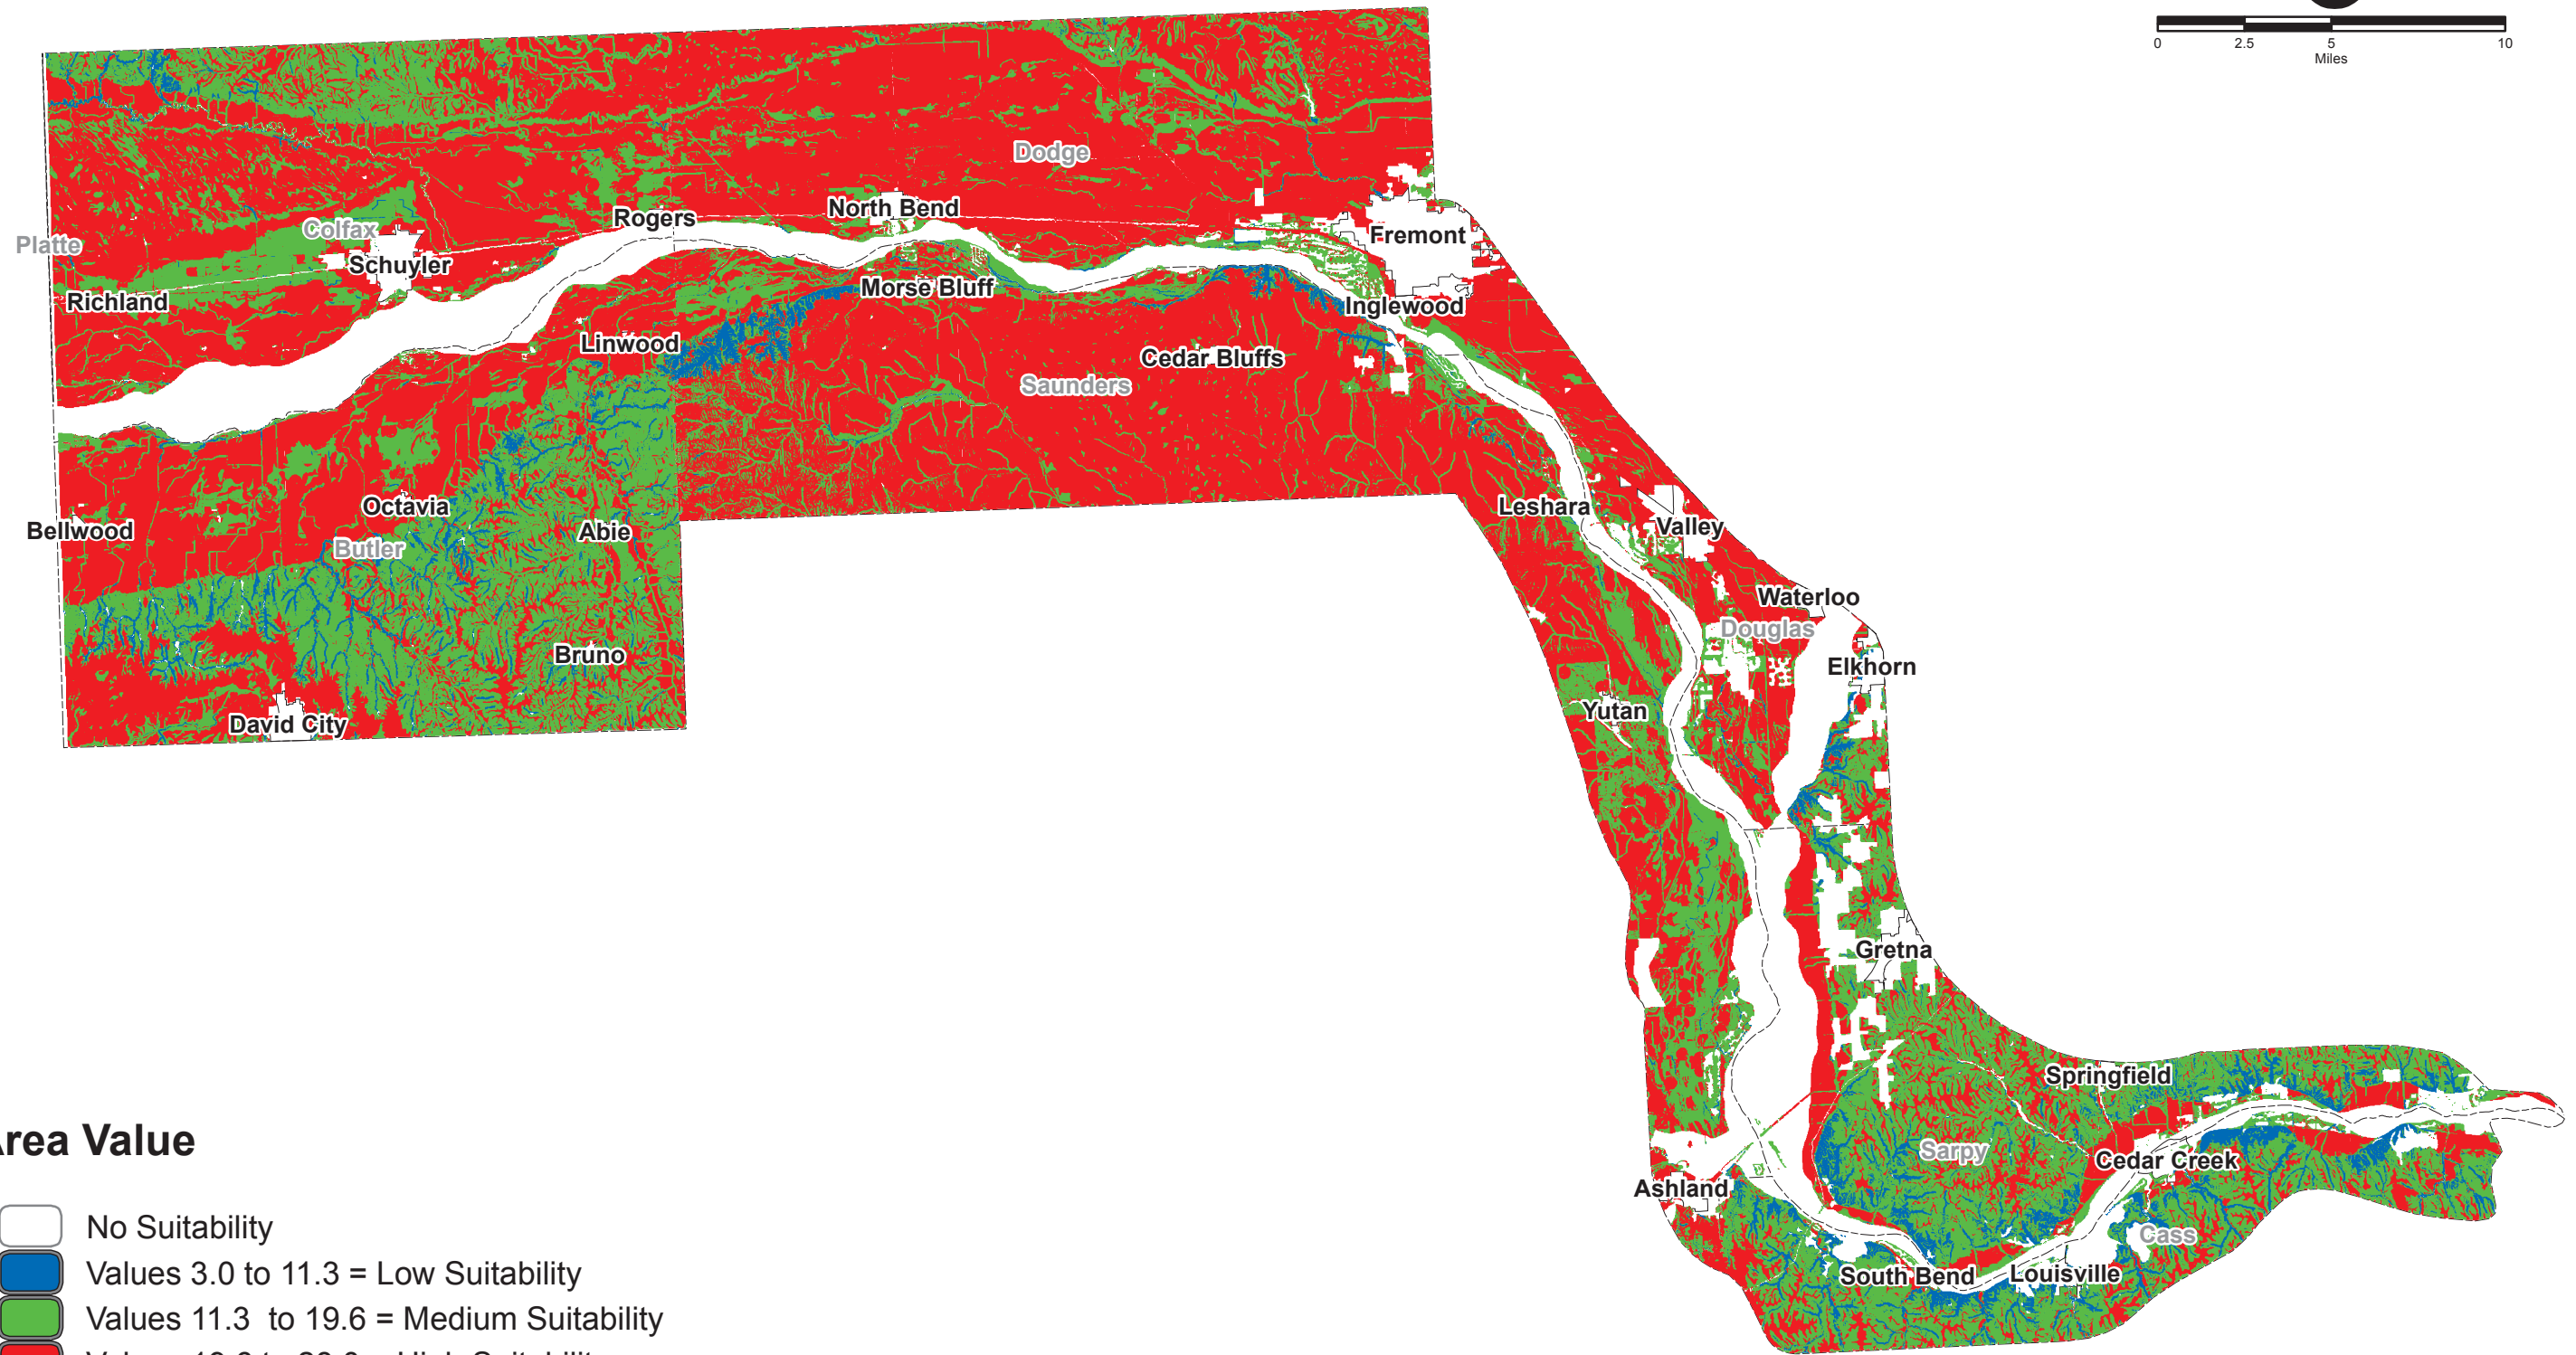 0 2.5 5 10
Miles
Dodge
North Bend
Rogers
Colfax
Fremont
Platte
Schuyler
Morse Bluff
Richland
Inglewood
Linwood
Cedar Bluffs
Saunders
Octavia
Leshara
Valley
Bellwood
Abie
Butler
Waterloo
Douglas
Bruno
Elkhorn
Yutan
David City
Gretna
Springfield
Area Value
Sarpy
Cedar Creek
Ashland
No Suitability
Cass
Values 3.0 to 11.3 = Low Suitability
South Bend
Louisville
Values 11.3 to 19.6 = Medium Suitability